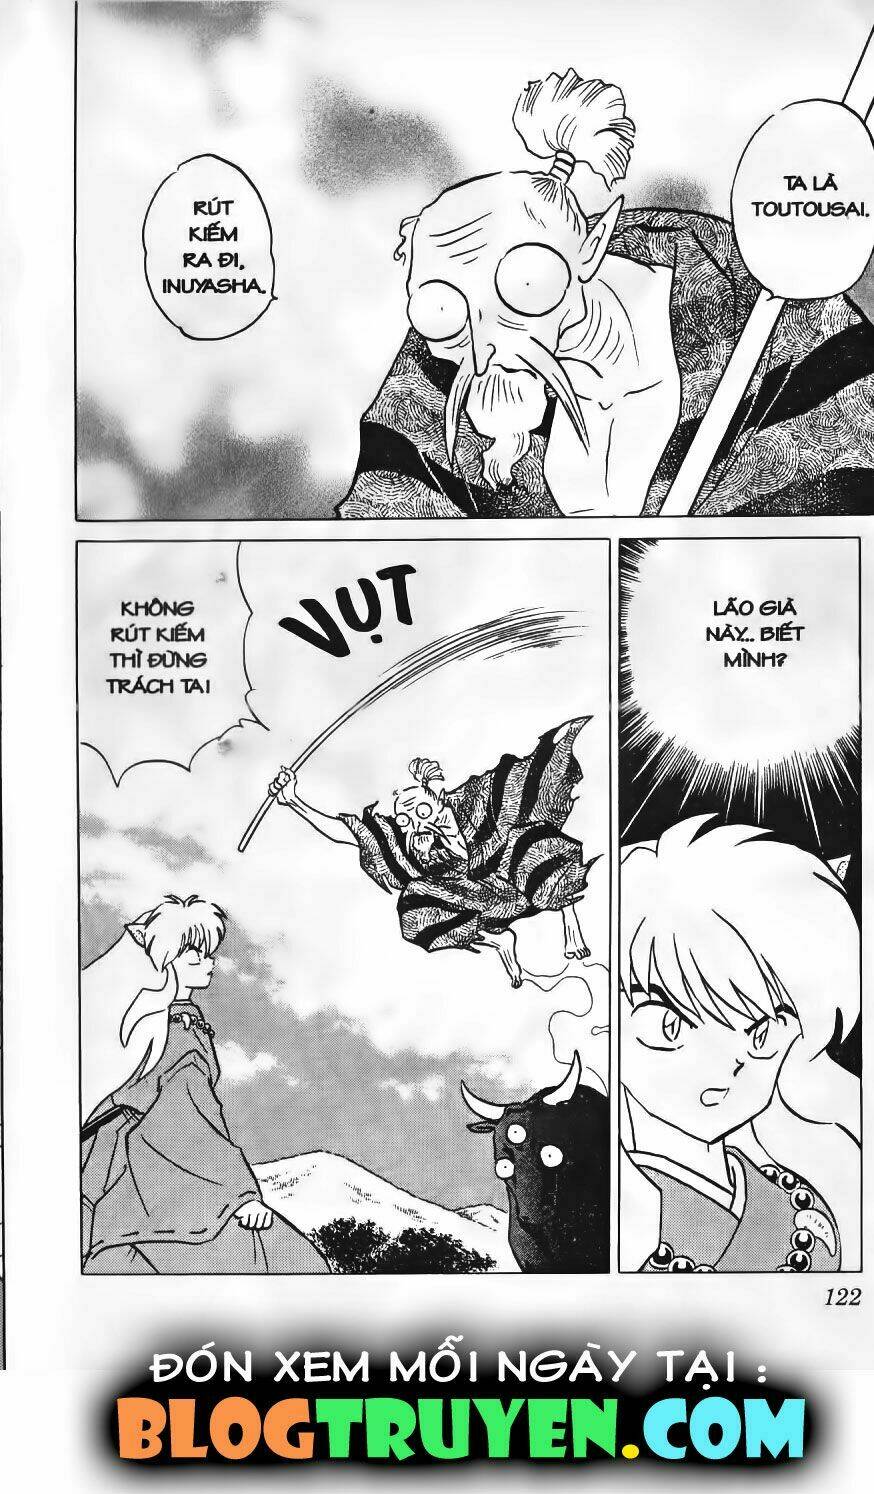 TA LÀ
TOUTOUSAI.
RÚT
KIẾM
RA ĐI,
INUYASHA.
LÃO GIÀ
NÀY... BIẾT
MÌNH?
VỤT
KHÔNG
RÚT KIẾM
THÌ ĐỪNG
TRÁCH TA!
122
ĐÓN XEM MỖI NGÀY TẠI :
BLOGTRUYEN.COM